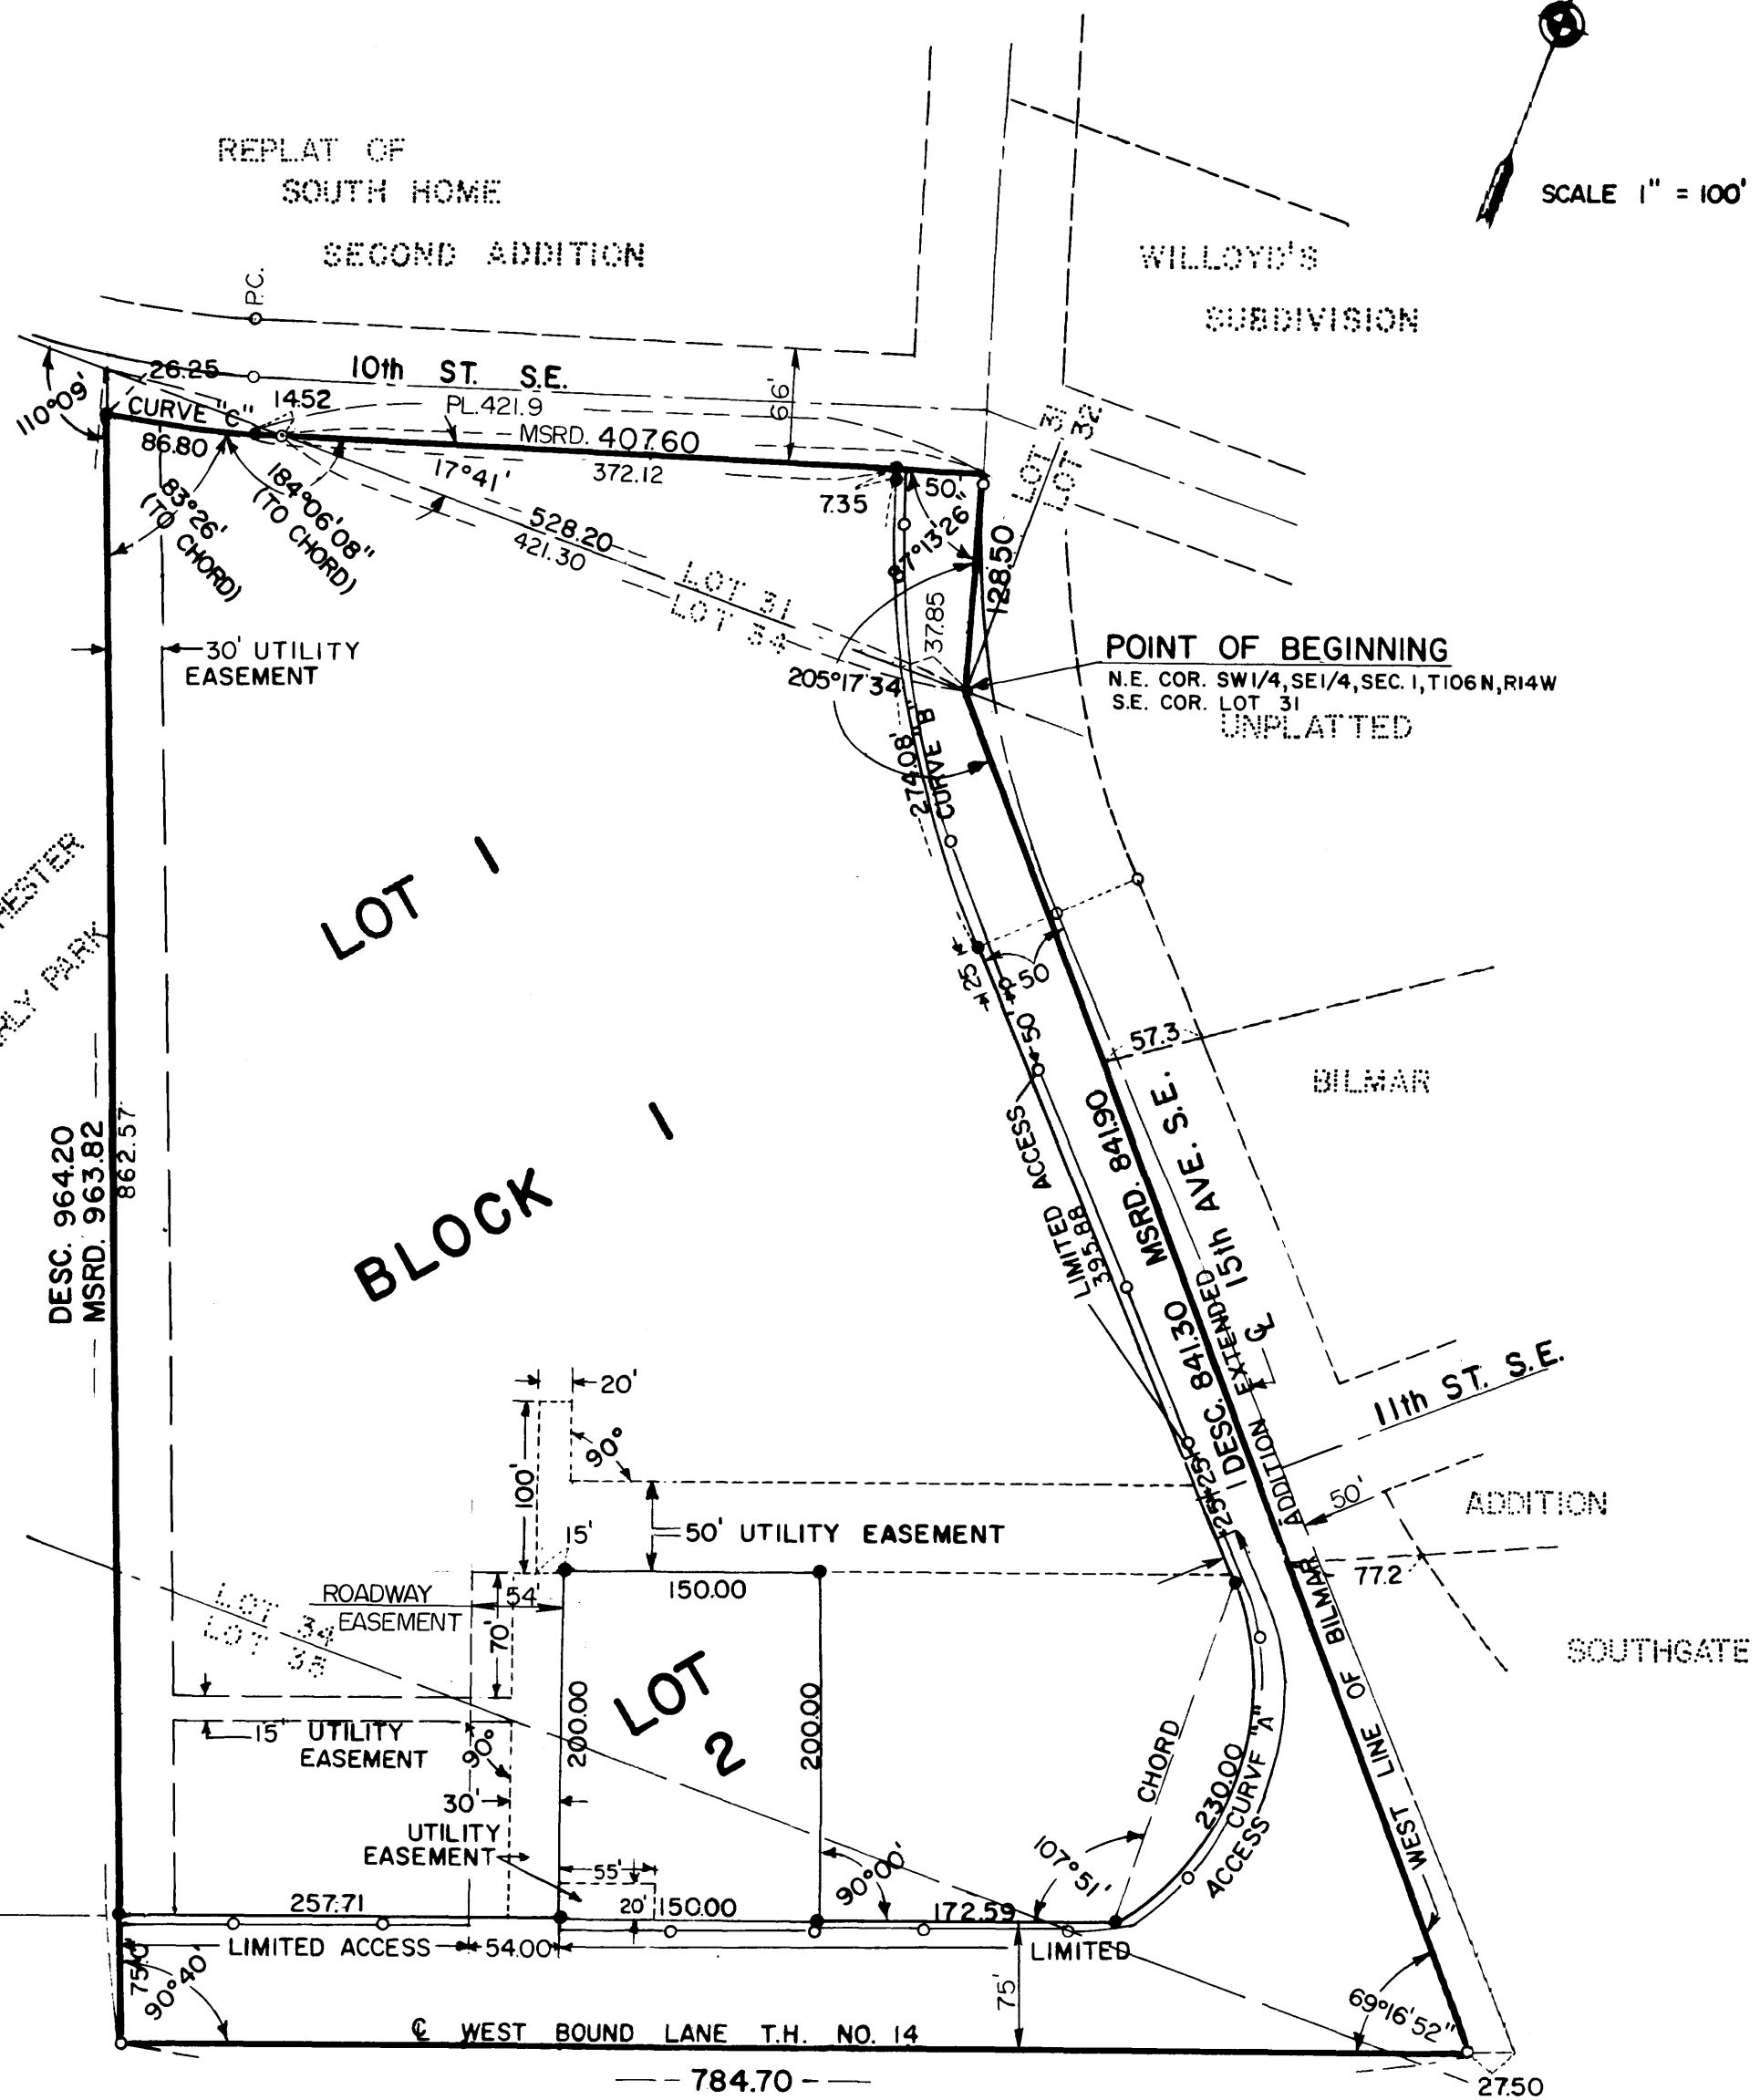 SCALE 1" = 100'
REPLAT OF
SOUTH HOME
SECOND ADDITION
WILLOYD'S
SUBDIVISION
P.C.
10th ST. S.E.
26.25
110°09'
CURVE "C"
14.52
PL.421.9
66'
MSRD. 407.60
86.80
17°41'
372.12
7.35
50'
LOT 31
LOT 32
83°26'
(TO CHORD)
184°06'08"
(TO CHORD)
528.20
421.30
7°13'26"
128.50
LOT 31
LOT 34
37.85
30' UTILITY
EASEMENT
205°17'34"
POINT OF BEGINNING
N.E. COR. SW1/4, SE1/4, SEC. 1, T106N, R14W
S.E. COR. LOT 31
UNPLATTED
274.08'
CURVE "B"
LOT 1
RLY PARK
25
50
50'
57.3
BILMAR
LIMITED ACCESS
395.88
MSRD. 841.90
DESC. 841.30
15th AVE. S.E.
DESC. 964.20
MSRD. 963.82
862.57
BLOCK 1
11th ST. S.E.
20'
90°
100'
25'
25'
50'
ADDITION
15'
50' UTILITY EASEMENT
WEST LINE OF BILMAR ADDITION EXTENDED
77.2
ROADWAY
EASEMENT
54
150.00
70'
LOT 34
LOT 35
SOUTHGATE
LOT
2
200.00
200.00
15' UTILITY
EASEMENT
90°
CHORD
230.00
CURVE "A"
30'
UTILITY
EASEMENT
55'
20'
90°00'
107°51'
ACCESS
257.71
150.00
172.59
LIMITED ACCESS
54.00
LIMITED
75.0
90°40'
75'
69°16'52"
℄ WEST BOUND LANE T.H. NO. 14
784.70
27.50